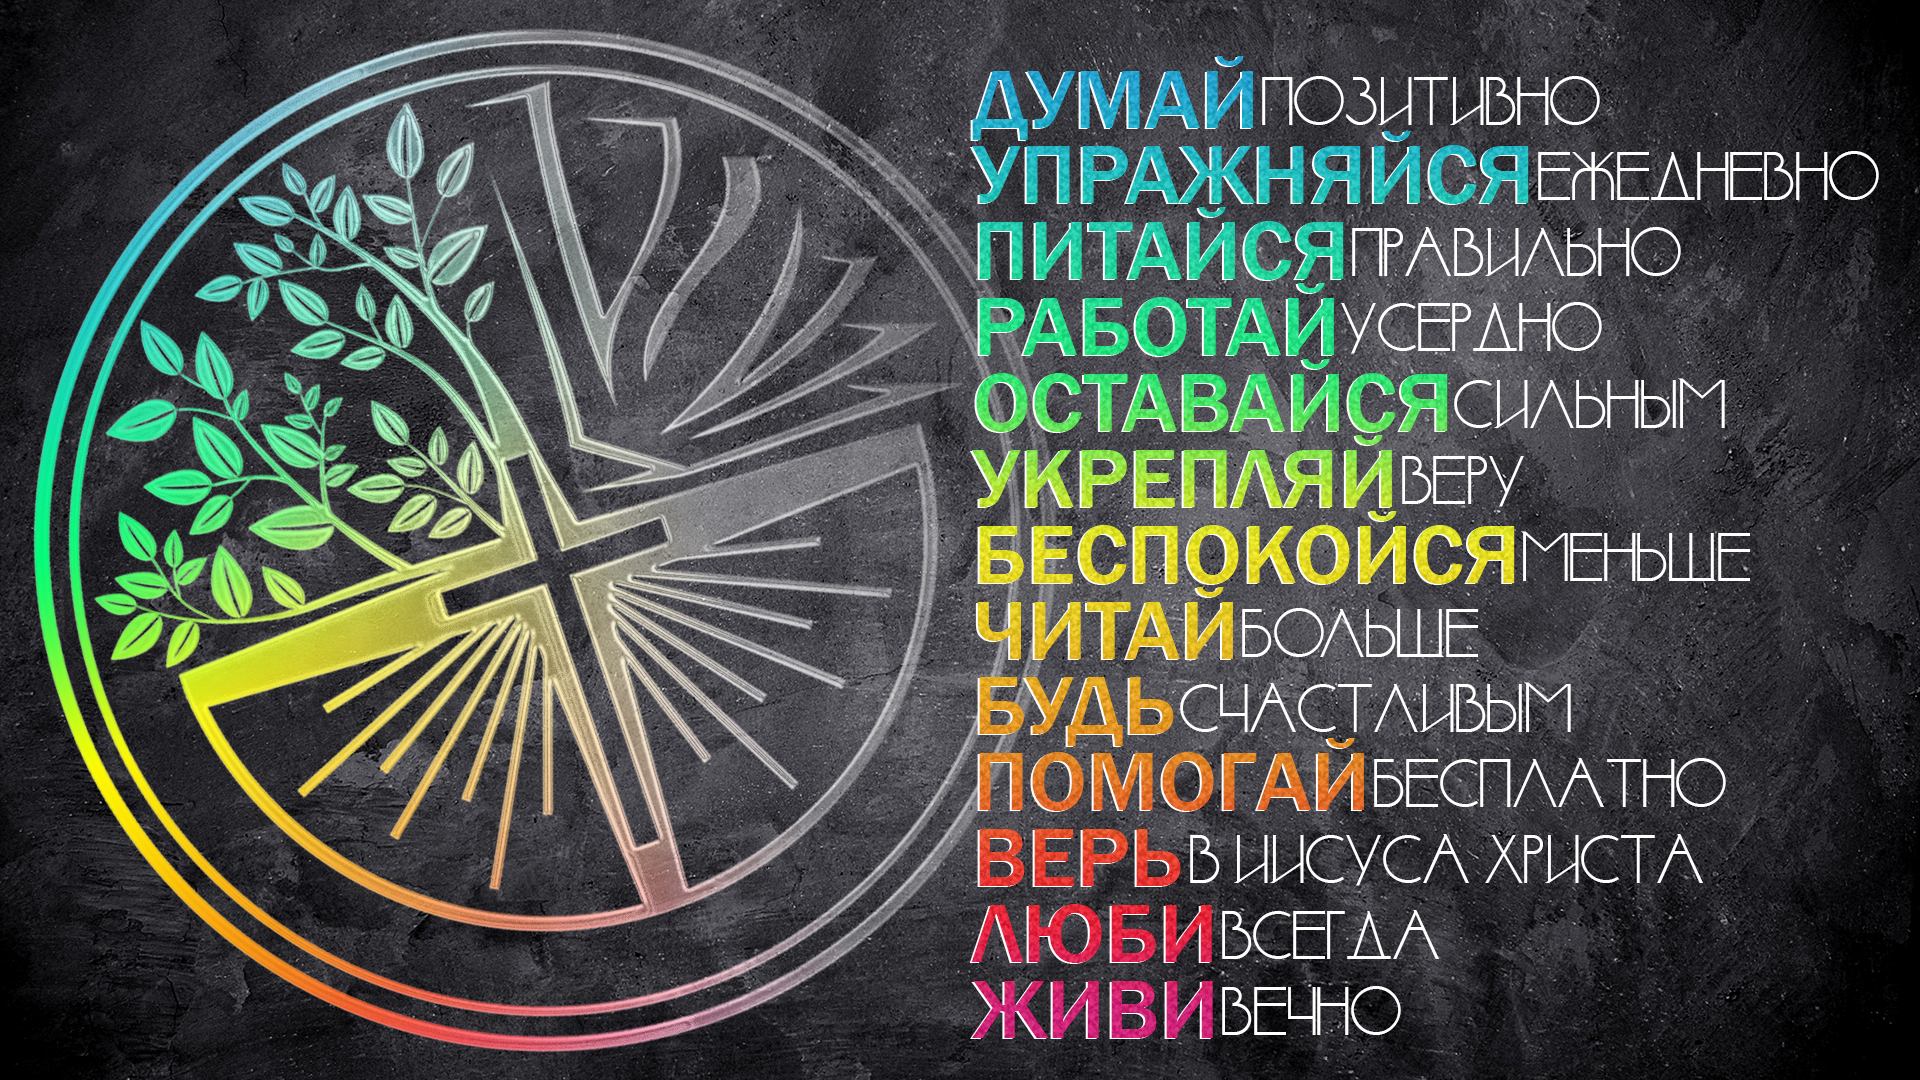 ДУМАЙ ПОЗИТИВНО
УПРАЖНЯЙСЯ ЕЖЕДНЕВНО
ПИТАЙСЯ ПРАВИЛЬНО
РАБОТАЙ УСЕРДНО
ОСТАВАЙСЯ СИЛЬНЫМ
УКРЕПЛЯЙ ВЕРУ
БЕСПОКОЙСЯ МЕНЬШЕ
ЧИТАЙ БОЛЬШЕ
БУДЬ СЧАСТЛИВЫМ
ПОМОГАЙ БЕСПЛАТНО
ВЕРЬ В ИИСУСА ХРИСТА
ЛЮБИ ВСЕГДА
ЖИВИ ВЕЧНО